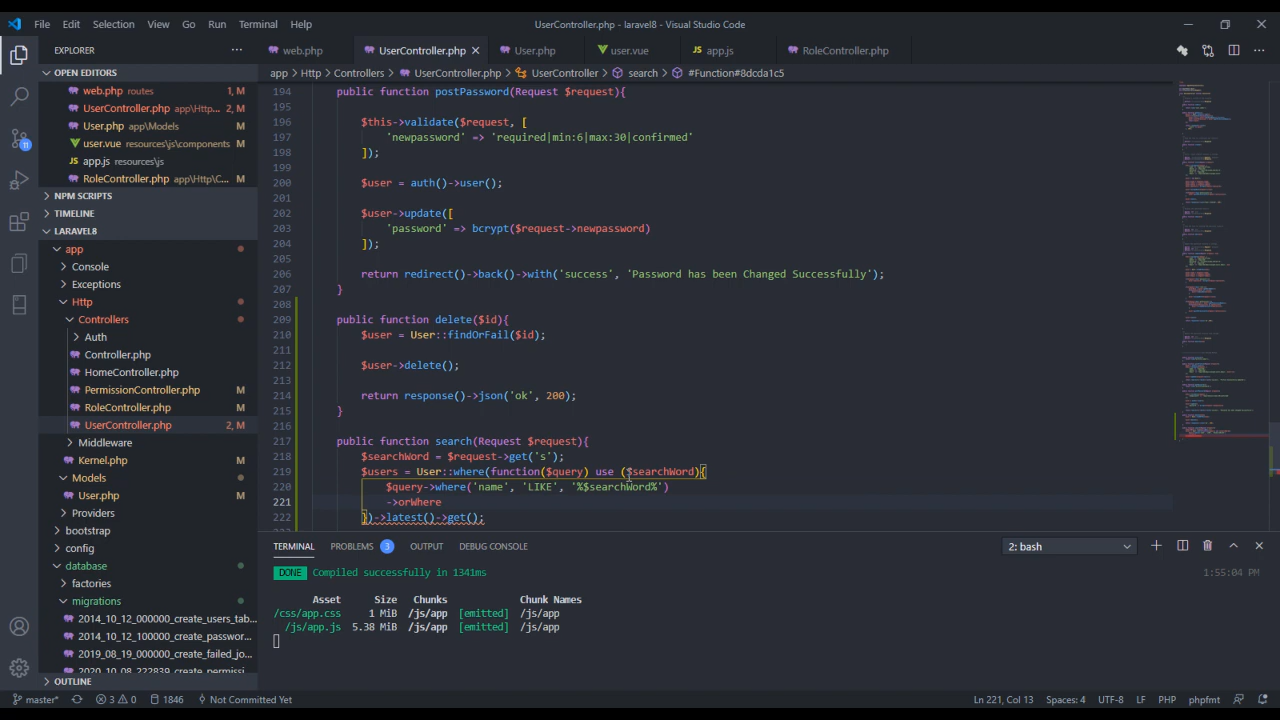 File Edit Selection View Go Run Terminal Help
UserController.php - laravel8 - Visual Studio Code
EXPLORER
web.php UserController.php User.php user.vue app.js RoleController.php
OPEN EDITORS
web.php routes 1, M
UserController.php app\Http... 2, M
User.php app\Models M
user.vue resources\js\components
app.js resources\js
RoleController.php app\Http\C... M
NPM SCRIPTS
TIMELINE
LARAVEL8
app
Console
Exceptions
Http
Controllers
Auth
Controller.php
HomeController.php
PermissionController.php M
RoleController.php M
UserController.php 2, M
Middleware
Kernel.php
Models
User.php M
Providers
bootstrap
config
database
factories
migrations
2014_10_12_000000_create_users_tab...
2014_10_12_100000_create_passwor...
2019_08_19_000000_create_failed_jo...
2020_10_08_222839_create_permissi...
OUTLINE
11
app > Http > Controllers > UserController.php > UserController > search > #Function#8dcda1c5
194 public function postPassword(Request $request){
195
196 $this->validate($request, [
197 'newpassword' => 'required|min:6|max:30|confirmed'
198 ]);
199
200 $user = auth()->user();
201
202 $user->update([
203 'password' => bcrypt($request->newpassword)
204 ]);
205
206 return redirect()->back()->with('success', 'Password has been Changed Successfully');
207 }
208
209 public function delete($id){
210 $user = User::findOrFail($id);
211
212 $user->delete();
213
214 return response()->json('ok', 200);
215 }
216
217 public function search(Request $request){
218 $searchWord = $request->get('s');
219 $users = User::where(function($query) use ($searchWord){
220 $query->where('name', 'LIKE', '%$searchWord%')
221 ->orWhere
222 })->latest()->get();
TERMINAL PROBLEMS 3 OUTPUT DEBUG CONSOLE
2: bash
DONE Compiled successfully in 1341ms 1:55:04 PM
Asset Size Chunks Chunk Names
/css/app.css 1 MiB /js/app [emitted] /js/app
/js/app.js 5.38 MiB /js/app [emitted] /js/app
master* 3 0 1846 Not Committed Yet
Ln 221, Col 13 Spaces: 4 UTF-8 LF PHP phpfmt